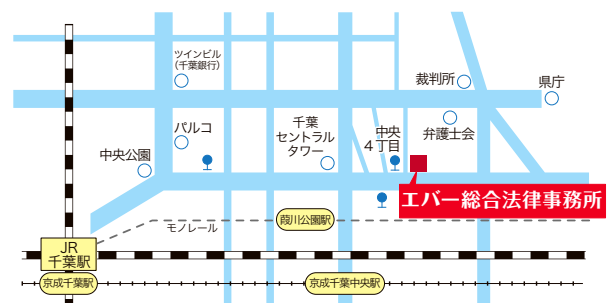 ツインビル
（千葉銀行）
裁判所
県庁
パルコ
千葉
セントラル
タワー
中央
4丁目
弁護士会
中央公園
エバー総合法律事務所
葭川公園駅
モノレール
JR
千葉駅
京成千葉駅
京成千葉中央駅